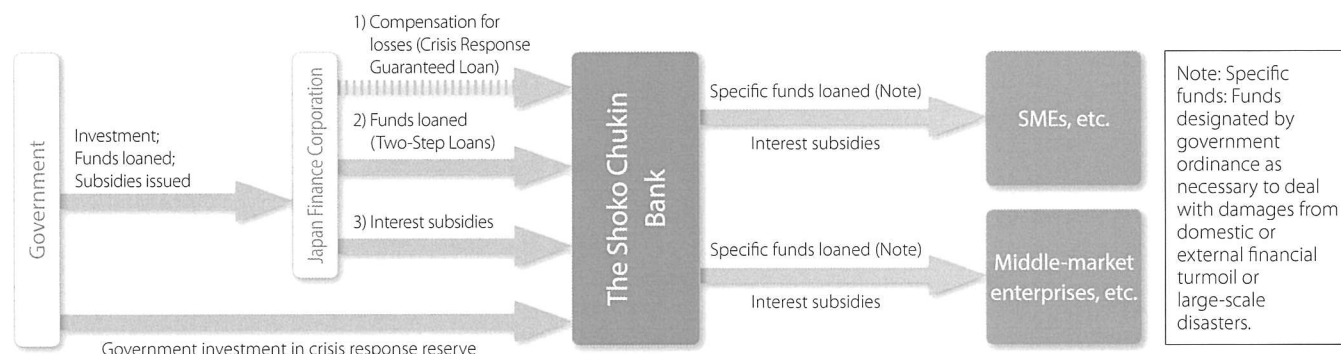 Government
Investment;
Funds loaned;
Subsidies issued
Japan Finance Corporation
1) Compensation for
losses (Crisis Response
Guaranteed Loan)
2) Funds loaned
(Two-Step Loans)
3) Interest subsidies
Government investment in crisis response reserve
The Shoko Chukin
Bank
Specific funds loaned (Note)
Interest subsidies
SMEs, etc.
Specific funds loaned (Note)
Interest subsidies
Middle-market
enterprises, etc.
Note: Specific
funds: Funds
designated by
government
ordinance as
necessary to deal
with damages from
domestic or
external financial
turmoil or
large-scale
disasters.